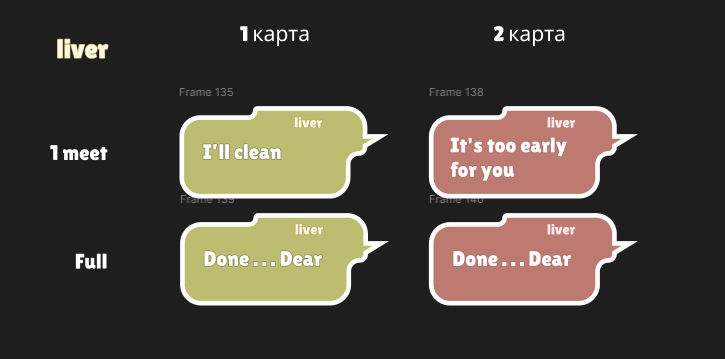 liver
1 карта
2 карта
Frame 135
Frame 138
1 meet
liver
I'll clean
liver
It's too early
for you
Frame 139
Frame 140
Full
liver
Done . . . Dear
liver
Done . . . Dear